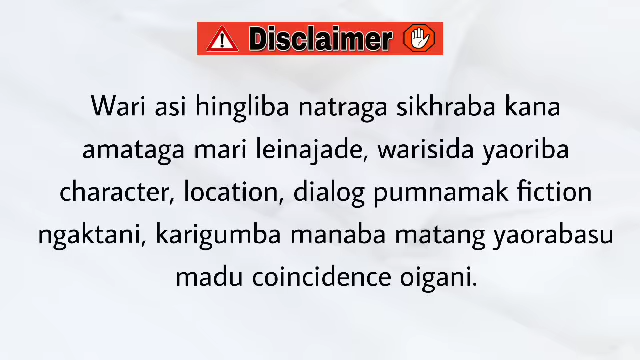 Disclaimer
Wari asi hingliba natraga sikhraba kana
amataga mari leinajade, warisida yaoriba
character, location, dialog pumnamak fiction
ngaktani, karigumba manaba matang yaorabasu
madu coincidence oigani.